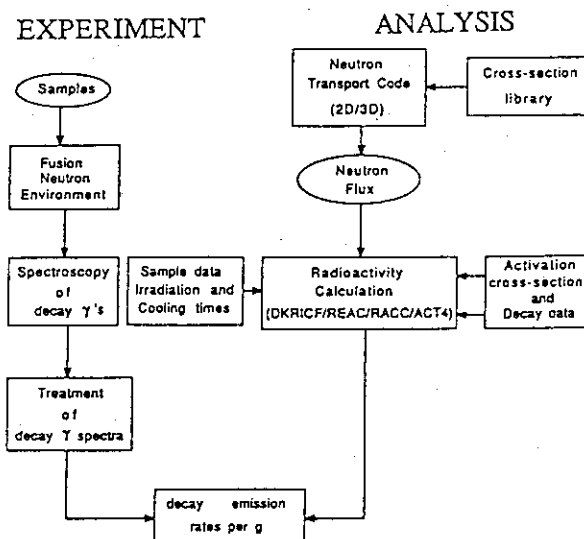 EXPERIMENT
ANALYSIS
Samples
Fusion
Neutron
Environment
Spectroscopy
of
decay γ's
Treatment
of
decay γ spectra
Neutron
Transport Code
(2D/3D)
Cross-section
library
Neutron
Flux
Sample data
Irradiation and
Cooling times
Radioactivity
Calculation
(DKRICF/REAC/RACC/ACT4)
Activation
cross-section
and
Decay data
decay emission
rates per g